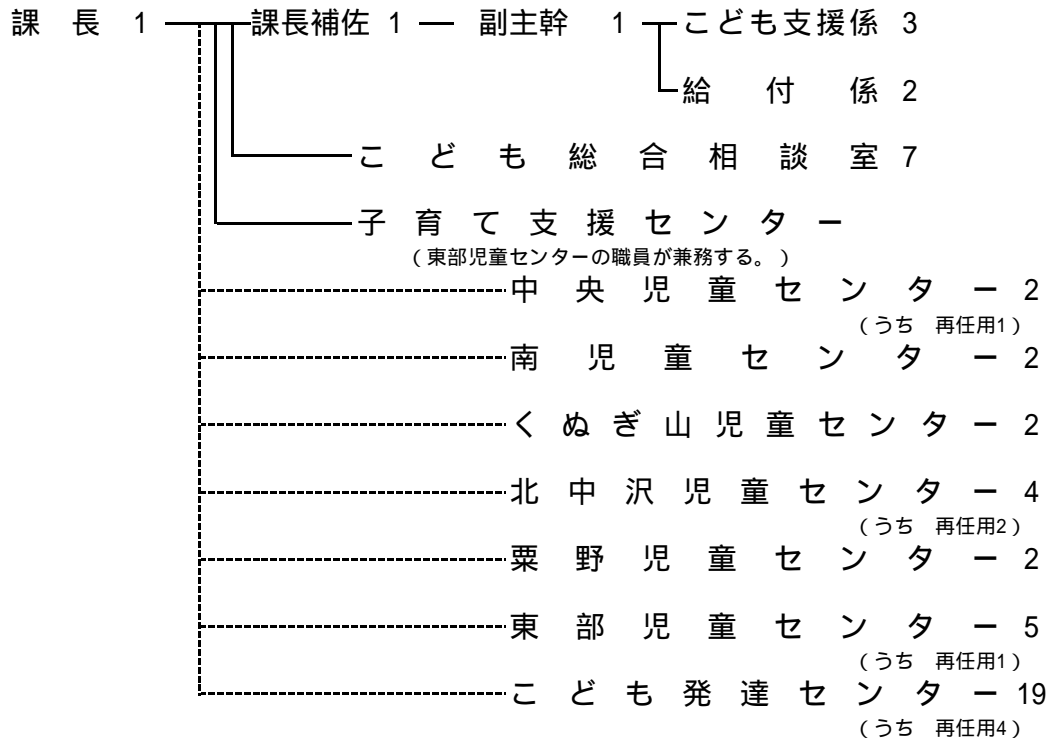 課長 1 課長補佐 1 副主幹 1 こども支援係 3
給付係 2
こども総合相談室 7
子育て支援センター
(東部児童センターの職員が兼務する。)
中央児童センター 2
(うち 再任用1)
南児童センター 2
くぬぎ山児童センター 2
北中沢児童センター 4
(うち 再任用2)
粟野児童センター 2
東部児童センター 5
(うち 再任用1)
こども発達センター 19
(うち 再任用4)